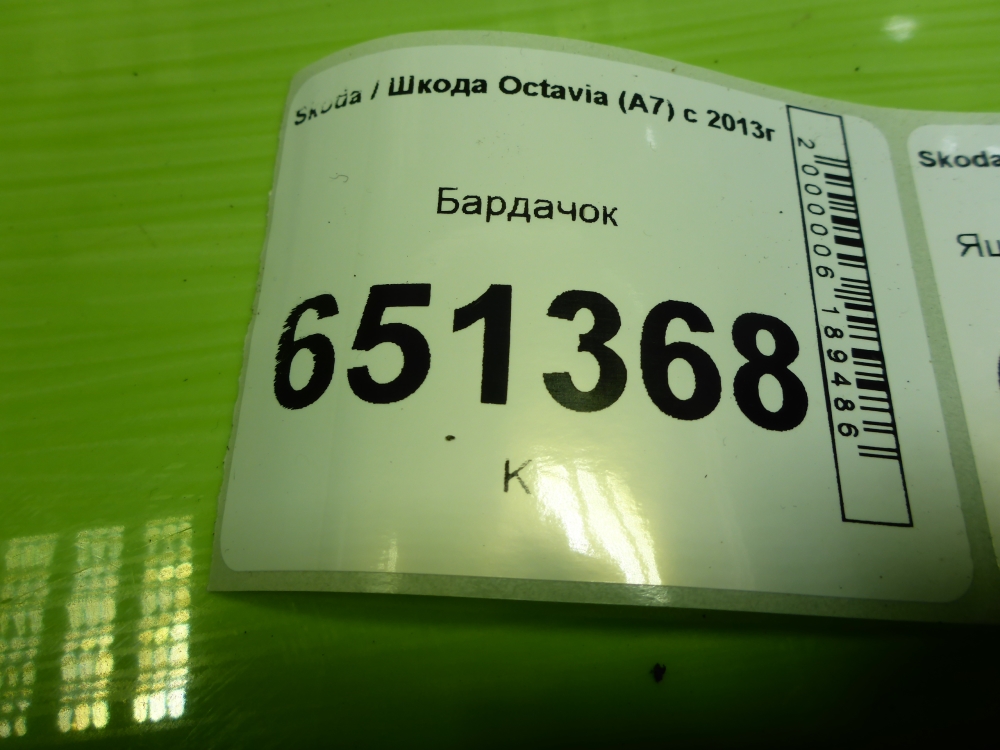 Skoda / Шкода Octavia (A7) с 2013г
Бардачок
651368
К
2000006189486
Skoda